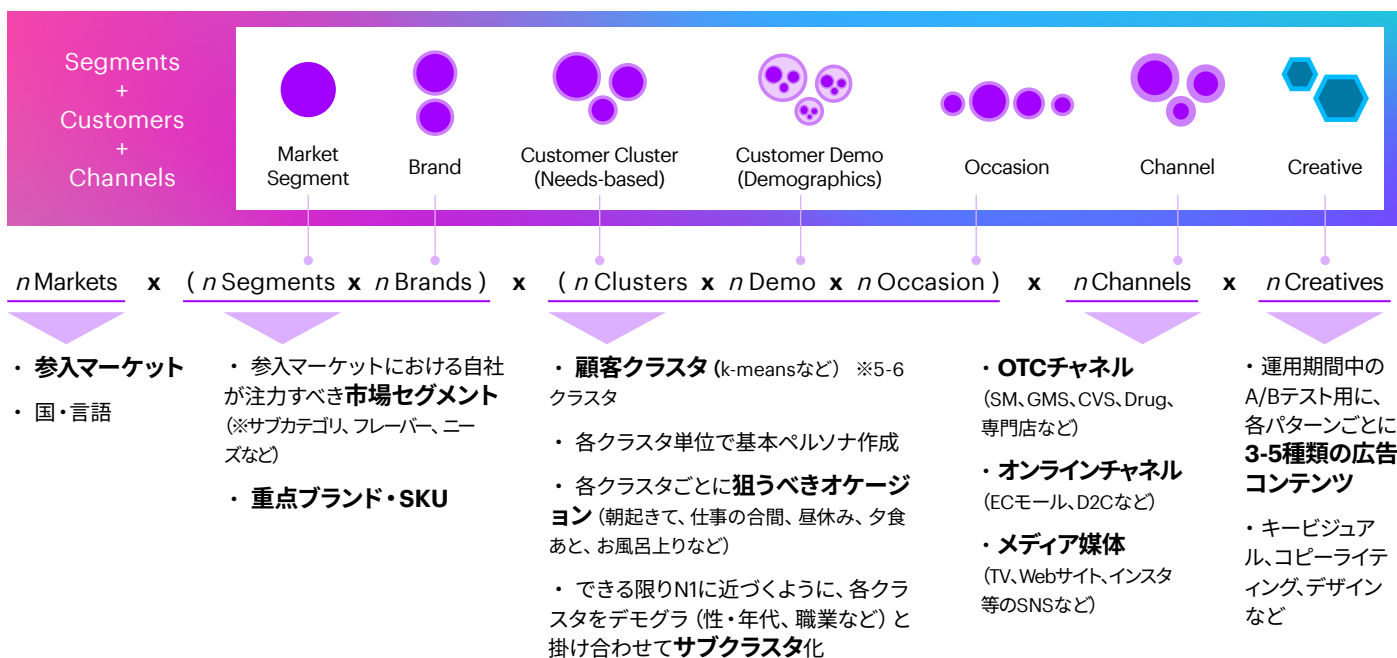 Segments
+
Customers
+
Channels
Market
Segment
Brand
Customer Cluster
(Needs-based)
Customer Demo
(Demographics)
Occasion
Channel
Creative
n Markets x ( n Segments x n Brands ) x ( n Clusters x n Demo x n Occasion ) x n Channels x n Creatives
・ 参入マーケット
・ 国・言語
・ 参入マーケットにおける自社
が注力すべき市場セグメント
(※サブカテゴリ、フレーバー、ニー
ズなど)
・ 重点ブランド・SKU
・ 顧客クラスタ (k-meansなど) ※5-6
クラスタ
・ 各クラスタ単位で基本ペルソナ作成
・ 各クラスタごとに狙うべきオケージ
ョン (朝起きて、仕事の合間、昼休み、夕食
あと、お風呂上りなど)
・ できる限りN1に近づくように、各クラ
スタをデモグラ (性・年代、職業など) と
掛け合わせてサブクラスタ化
・OTCチャネル
(SM、GMS、CVS、Drug、
専門店など)
・オンラインチャネル
(ECモール、D2Cなど)
・メディア媒体
(TV、Webサイト、インスタ
等のSNSなど)
・運用期間中の
A/Bテスト用に、
各パターンごとに
3-5種類の広告
コンテンツ
・キービジュア
ル、コピーライテ
ィング、デザイン
など